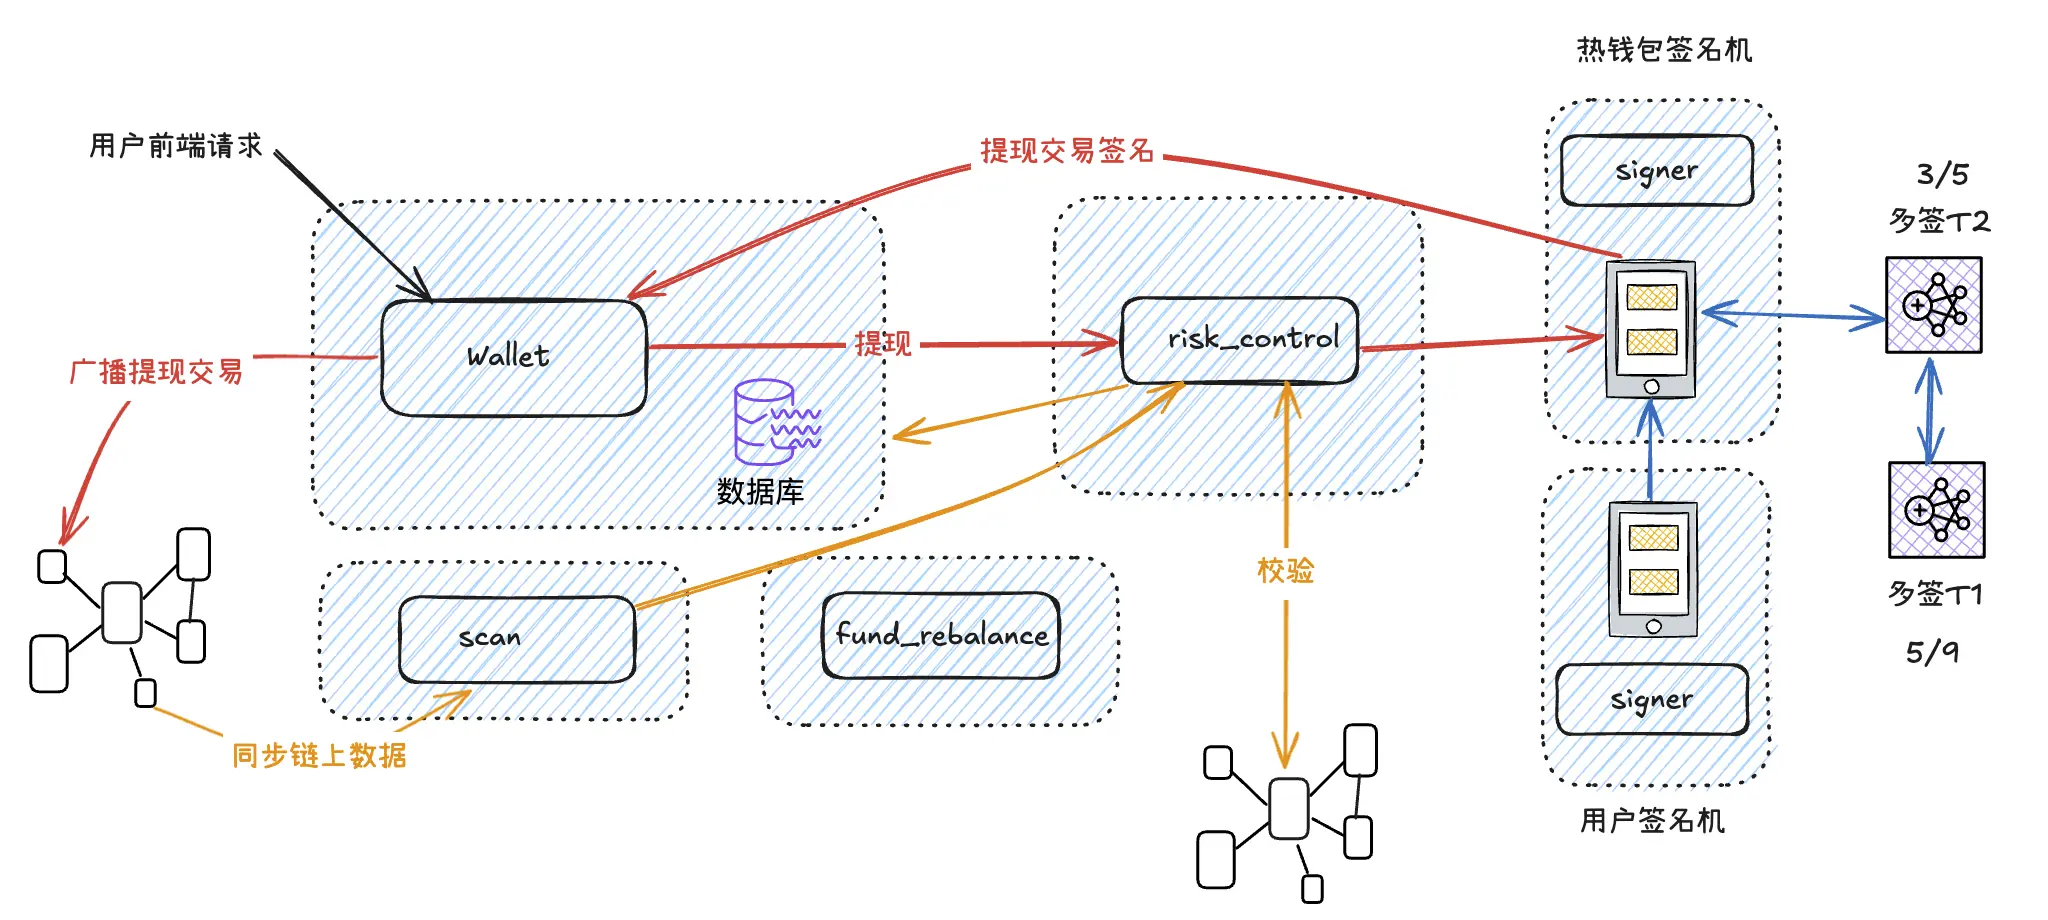 热钱包签名机
用户前端请求
提现交易签名
signer
3/5
多签T2
Wallet
提现
risk_control
广播提现交易
数据库
校验
scan
fund_rebalance
多签T1
5/9
signer
同步链上数据
用户签名机